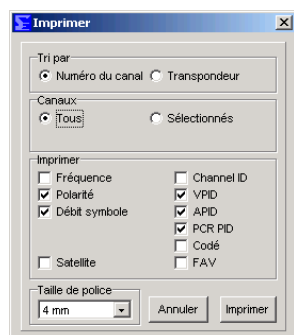 Imprimer
Tri par
Numéro du canal Transpondeur
Canaux
Tous Sélectionnés
Imprimer
Fréquence Channel ID
Polarité VPID
Débit symbole APID
PCR PID
Codé
Satellite FAV
Taille de police
4 mm Annuler Imprimer